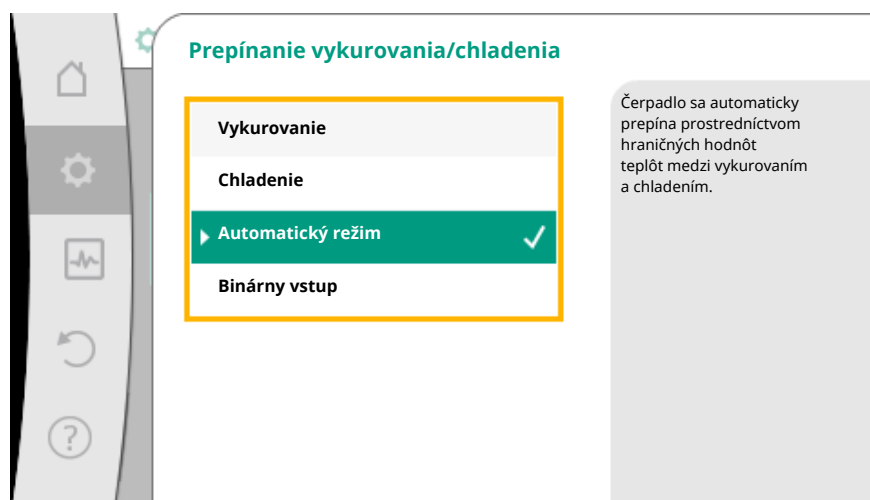 Prepínanie vykurovania/chladenia
Vykurovanie
Chladenie
Automatický režim
Binárny vstup
Čerpadlo sa automaticky
prepína prostredníctvom
hraničných hodnôt
teplôt medzi vykurovaním
a chladením.